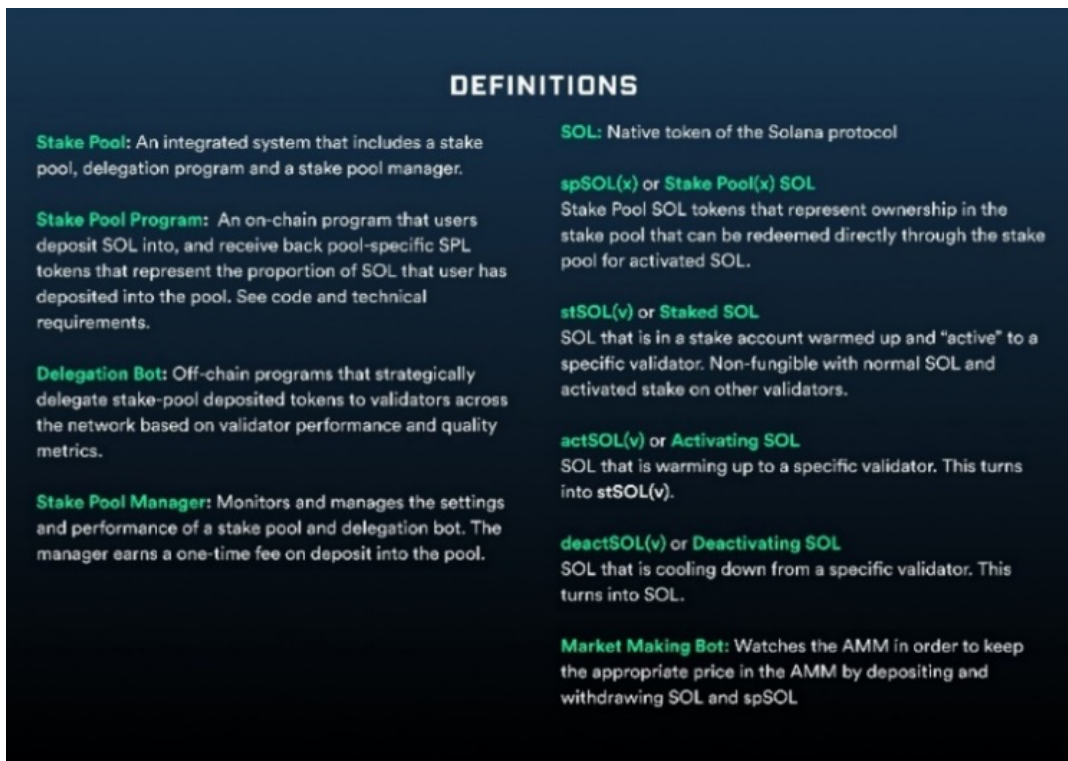 DEFINITIONS
Stake Pool: An integrated system that includes a stake
pool, delegation program and a stake pool manager.
Stake Pool Program: An on-chain program that users
deposit SOL into, and receive back pool-specific SPL
tokens that represent the proportion of SOL that user has
deposited into the pool. See code and technical
requirements.
Delegation Bot: Off-chain programs that strategically
delegate stake-pool deposited tokens to validators across
the network based on validator performance and quality
metrics.
Stake Pool Manager: Monitors and manages the settings
and performance of a stake pool and delegation bot. The
manager earns a one-time fee on deposit into the pool.
SOL: Native token of the Solana protocol
spSOL(x) or Stake Pool(x) SOL
Stake Pool SOL tokens that represent ownership in the
stake pool that can be redeemed directly through the stake
pool for activated SOL.
stSOL(v) or Staked SOL
SOL that is in a stake account warmed up and “active” to a
specific validator. Non-fungible with normal SOL and
activated stake on other validators.
actSOL(v) or Activating SOL
SOL that is warming up to a specific validator. This turns
into stSOL(v).
deactSOL(v) or Deactivating SOL
SOL that is cooling down from a specific validator. This
turns into SOL.
Market Making Bot: Watches the AMM in order to keep
the appropriate price in the AMM by depositing and
withdrawing SOL and spSOL